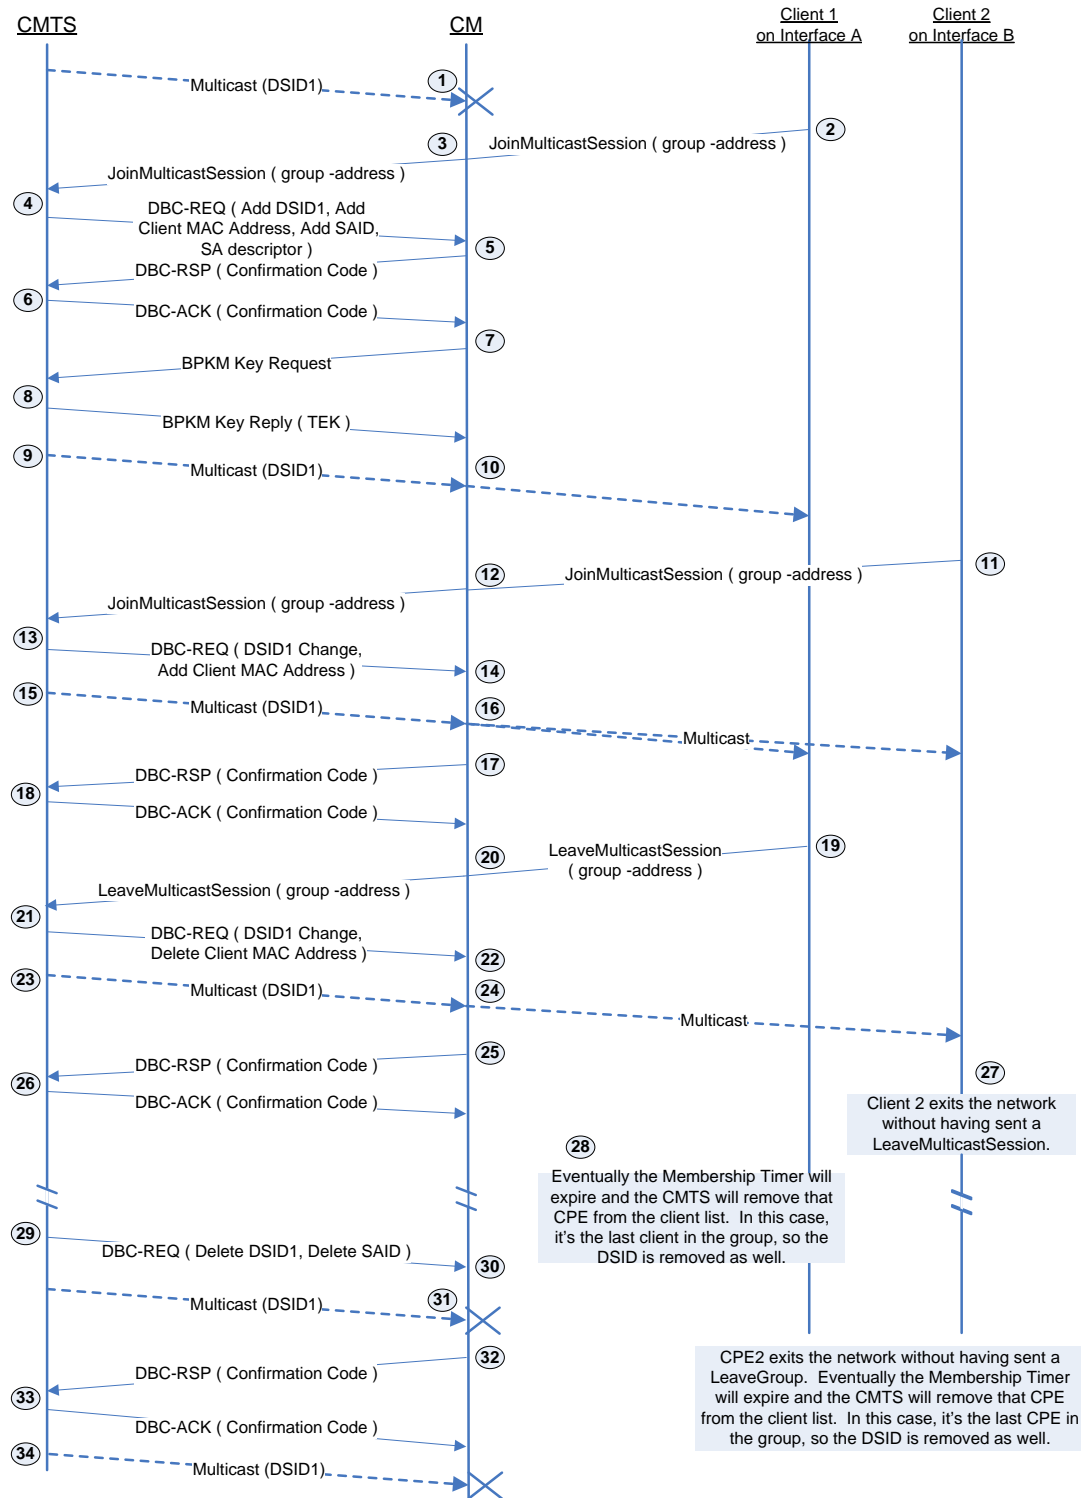 CMTS
CM
Client 1
on Interface A
Client 2
on Interface B
1
Multicast (DSID1)
2
3
JoinMulticastSession ( group -address )
JoinMulticastSession ( group -address )
4
DBC-REQ ( Add DSID1, Add
Client MAC Address, Add SAID,
SA descriptor )
5
DBC-RSP ( Confirmation Code )
6
DBC-ACK ( Confirmation Code )
7
BPKM Key Request
8
BPKM Key Reply ( TEK )
9
Multicast (DSID1)
10
11
12
JoinMulticastSession ( group -address )
JoinMulticastSession ( group -address )
13
DBC-REQ ( DSID1 Change,
Add Client MAC Address )
14
15
Multicast (DSID1)
16
Multicast
17
DBC-RSP ( Confirmation Code )
18
DBC-ACK ( Confirmation Code )
19
20
LeaveMulticastSession
( group -address )
LeaveMulticastSession ( group -address )
21
DBC-REQ ( DSID1 Change,
Delete Client MAC Address )
22
23
Multicast (DSID1)
24
Multicast
25
DBC-RSP ( Confirmation Code )
26
DBC-ACK ( Confirmation Code )
27
Client 2 exits the network
without having sent a
LeaveMulticastSession.
28
Eventually the Membership Timer will
expire and the CMTS will remove that
CPE from the client list. In this case,
it's the last client in the group, so the
DSID is removed as well.
29
DBC-REQ ( Delete DSID1, Delete SAID )
30
31
Multicast (DSID1)
32
DBC-RSP ( Confirmation Code )
33
DBC-ACK ( Confirmation Code )
34
Multicast (DSID1)
CPE2 exits the network without having sent a
LeaveGroup. Eventually the Membership Timer
will expire and the CMTS will remove that CPE
from the client list. In this case, it's the last CPE in
the group, so the DSID is removed as well.